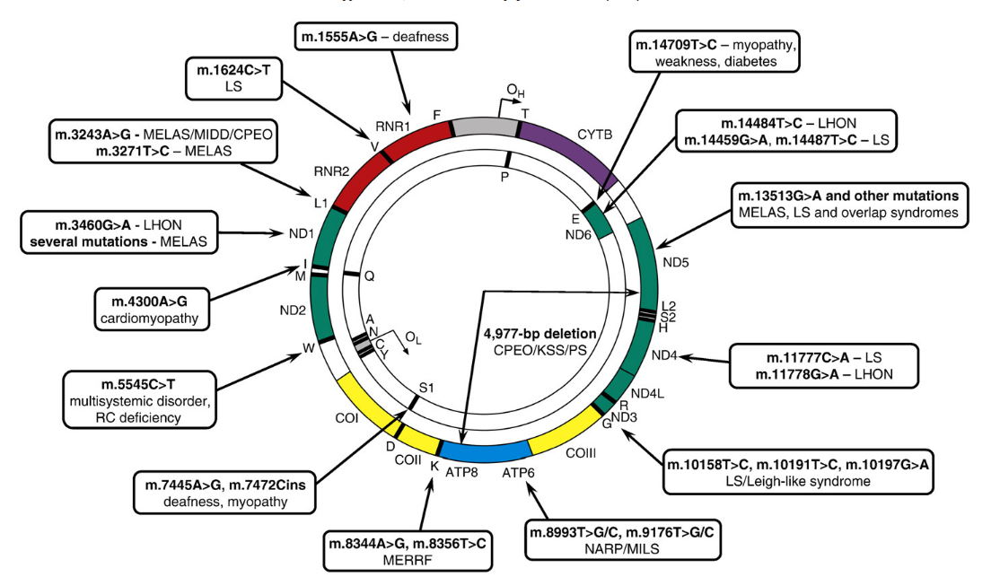 m.1555A>G – deafness
m.14709T>C – myopathy,
weakness, diabetes
m.1624C>T
LS
m.14484T>C – LHON
m.14459G>A, m.14487T>C – LS
m.3243A>G - MELAS/MIDD/CPEO
m.3271T>C – MELAS
m.13513G>A and other mutations
MELAS, LS and overlap syndromes
m.3460G>A - LHON
several mutations - MELAS
m.4300A>G
cardiomyopathy
4,977-bp deletion
CPEO/KSS/PS
m.11777C>A – LS
m.11778G>A – LHON
m.5545C>T
multisystemic disorder,
RC deficiency
m.10158T>C, m.10191T>C, m.10197G>A
LS/Leigh-like syndrome
m.7445A>G, m.7472Cins
deafness, myopathy
m.8344A>G, m.8356T>C
MERRF
m.8993T>G/C, m.9176T>G/C
NARP/MILS
OH
F
T
RNR1
CYTB
V
P
RNR2
L1
E
ND6
ND1
ND5
I
M
Q
ND2
L2
S2
H
A
N
C
Y
OL
W
ND4
S1
ND4L
R
ND3
G
COI
D
COII
K
ATP8
ATP6
COIII